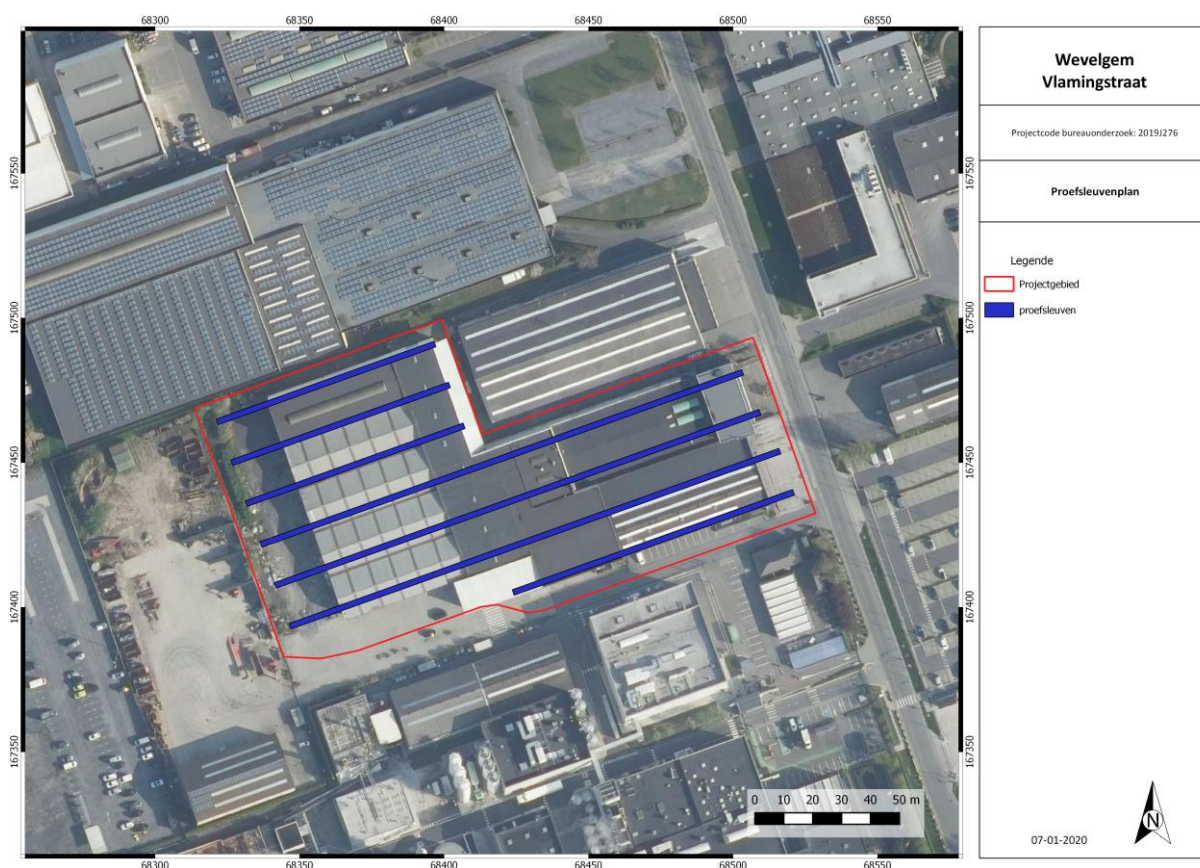 68300 68350 68400 68450 68500 68550
167550
167500
167450
167400
167350
167550
167500
167450
167400
167350
0 10 20 30 40 50 m
68300 68350 68400 68450 68500 68550
Wevelgem
Vlamingstraat
Projectcode bureauonderzoek: 2019J276
Proefsleuvenplan
Legende
Projectgebied
proefsleuven
07-01-2020
N